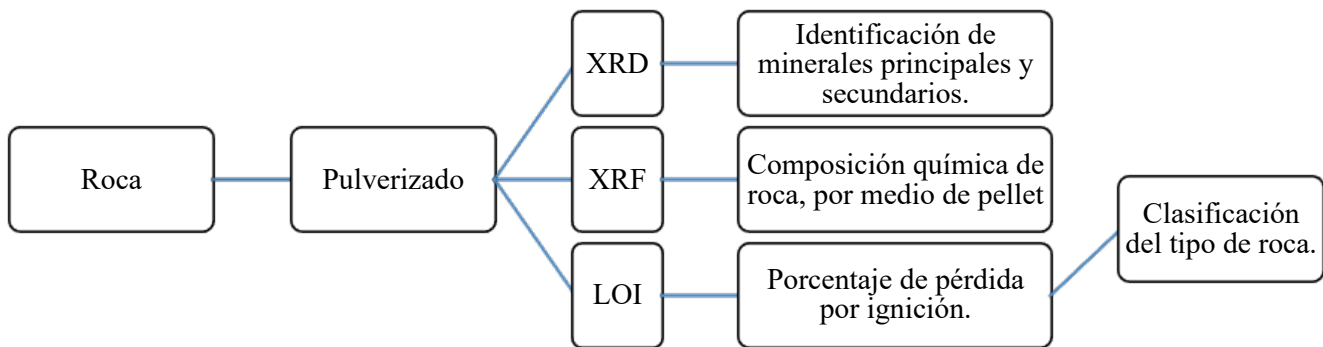 Roca
Pulverizado
XRD
Identificación de
minerales principales y
secundarios.
XRF
Composición química de
roca, por medio de pellet
LOI
Porcentaje de pérdida
por ignición.
Clasificación
del tipo de roca.